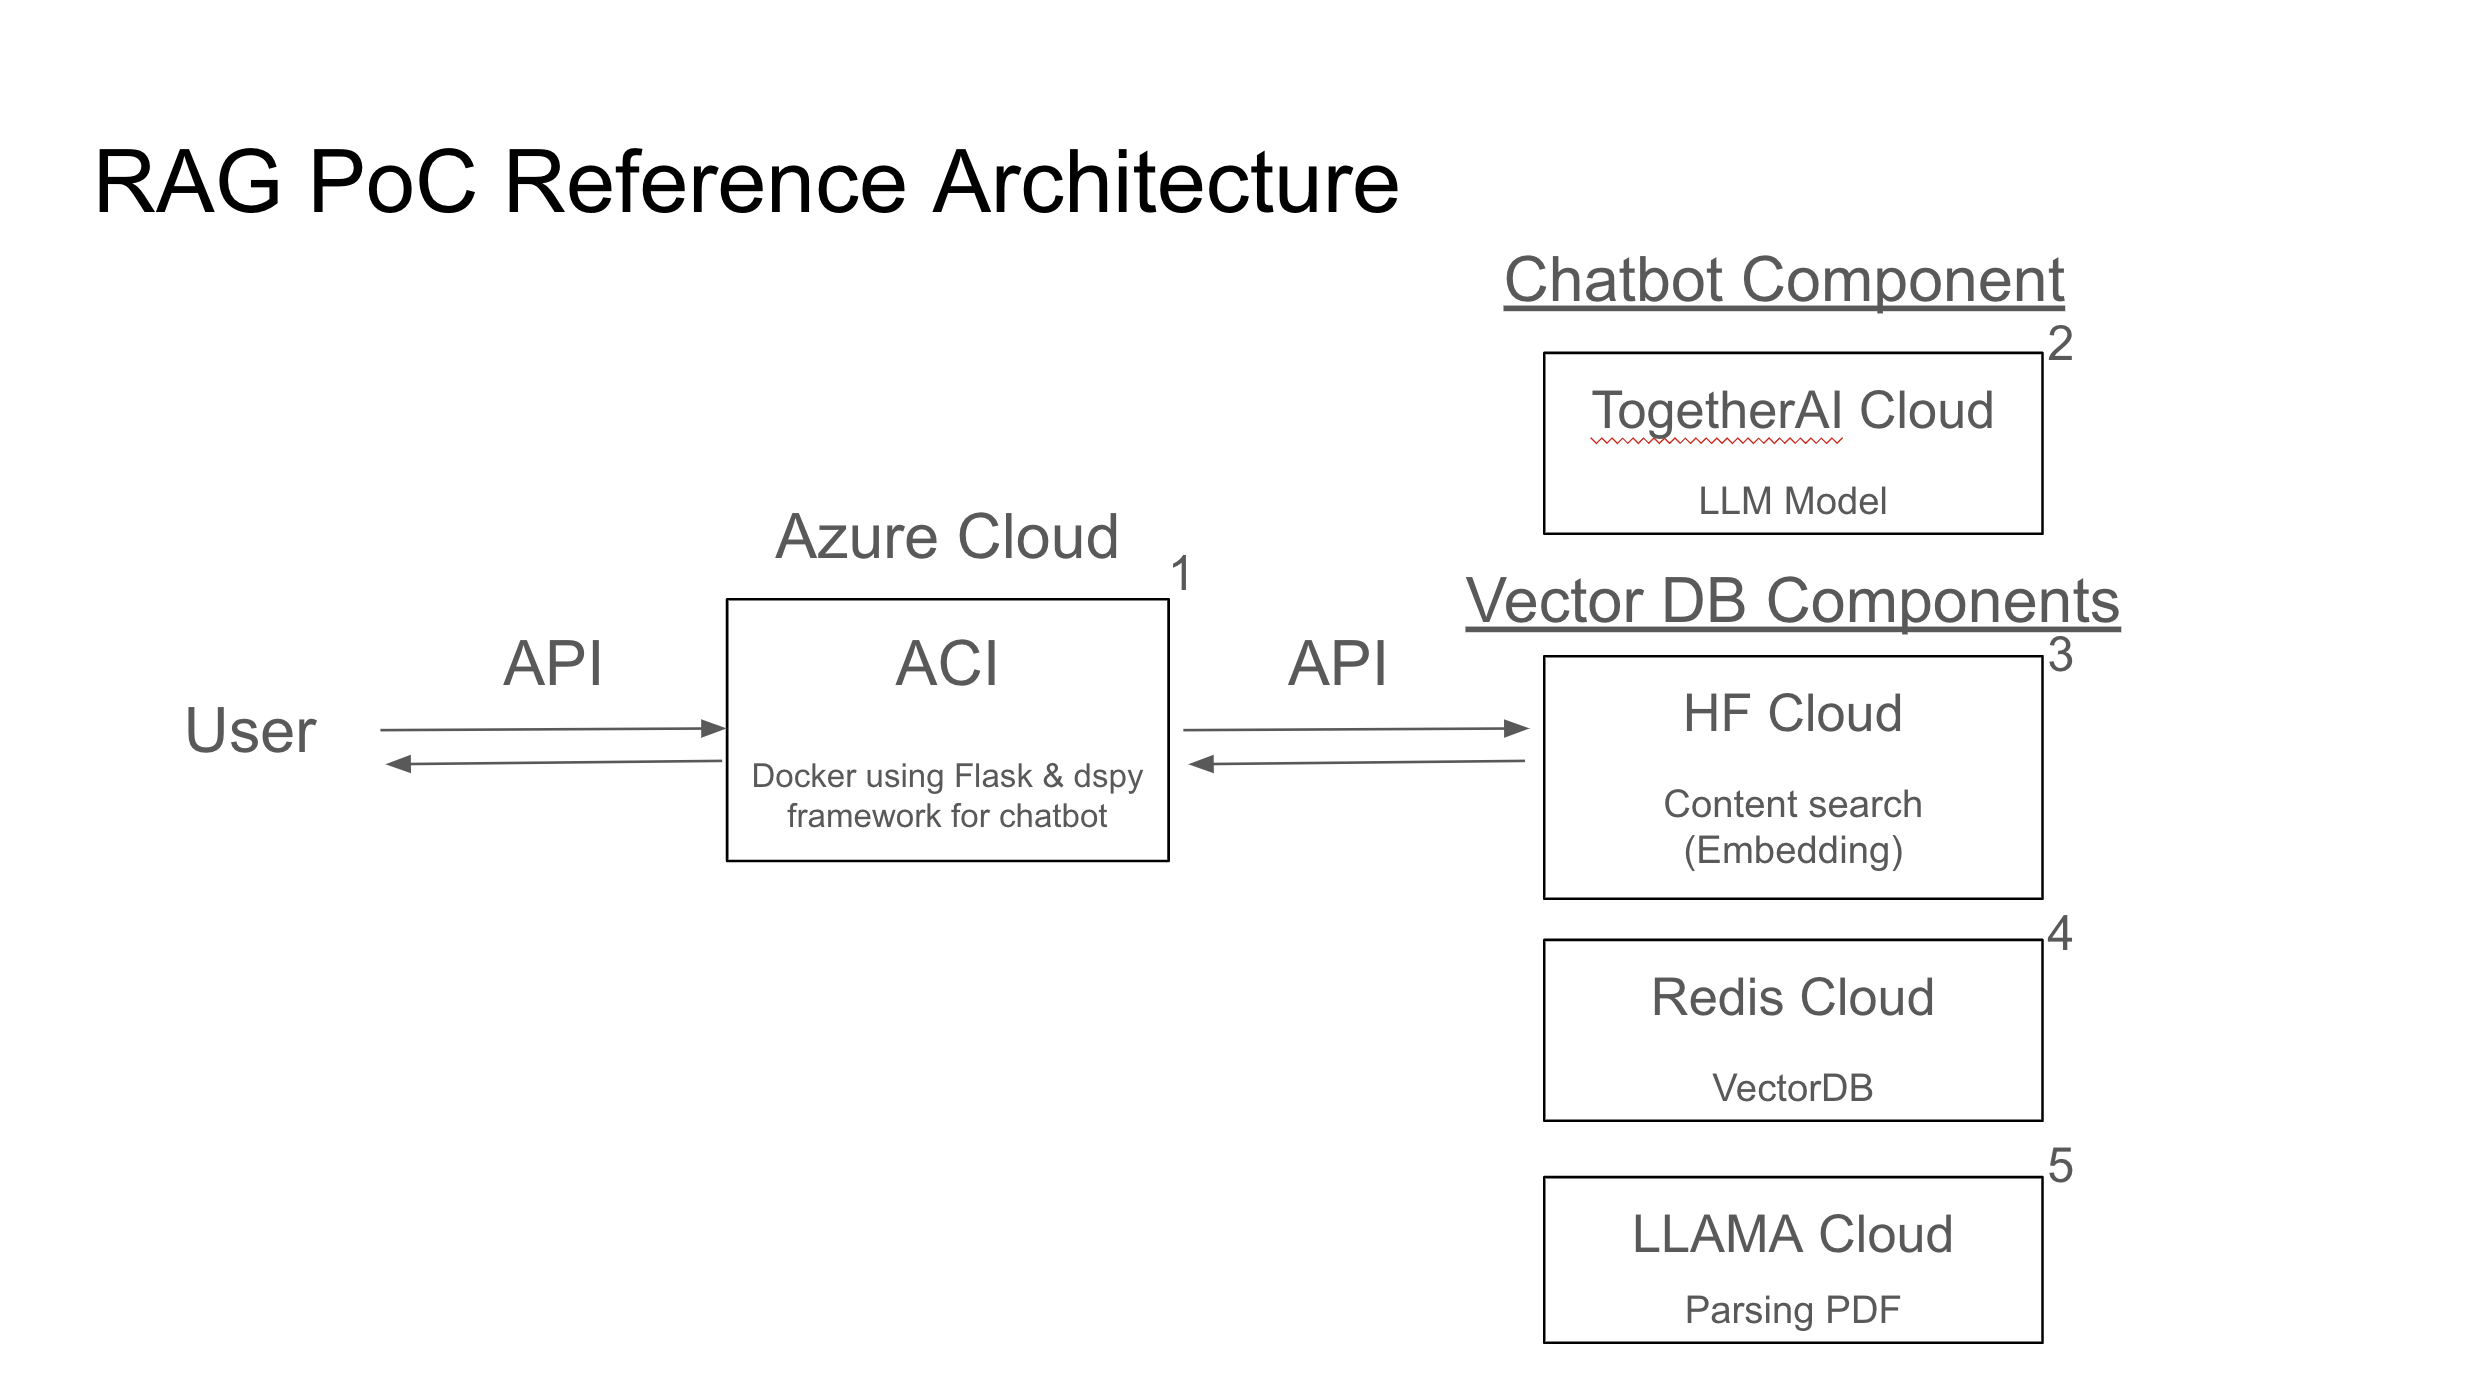 RAG PoC Reference Architecture
Chatbot Component
2
TogetherAI Cloud
LLM Model
Azure Cloud
1
Vector DB Components
3
API
ACI
API
User
Docker using Flask & dspy
framework for chatbot
HF Cloud
Content search
(Embedding)
4
Redis Cloud
VectorDB
5
LLAMA Cloud
Parsing PDF